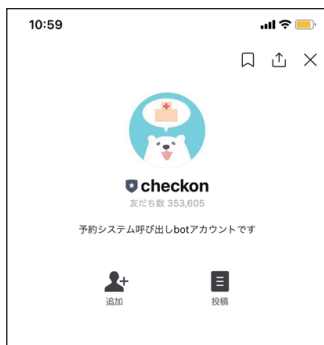 10:59
checkon
友だち数 353,605
予約システム呼び出しbotアカウントです
追加
投稿